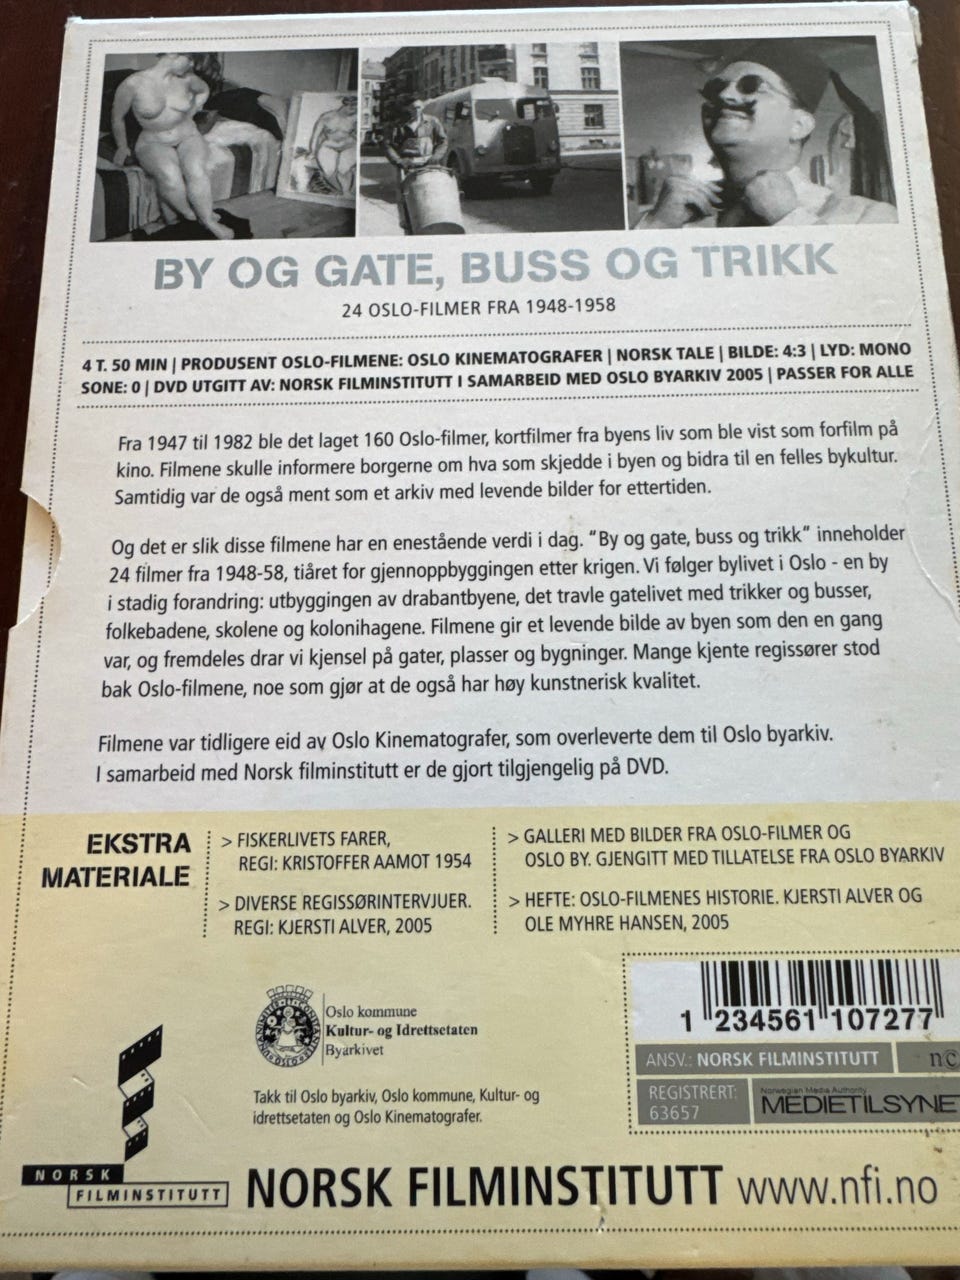 BY OG GATE, BUSS OG TRIKK
24 OSLO-FILMER FRA 1948-1958
4 T. 50 MIN | PRODUSENT OSLO-FILMENE: OSLO KINEMATOGRAFER | NORSK TALE | BILDE: 4:3 | LYD: MONO
SONE: 0 | DVD UTGITT AV: NORSK FILMINSTITUTT I SAMARBEID MED OSLO BYARKIV 2005 | PASSER FOR ALLE
Fra 1947 til 1982 ble det laget 160 Oslo-filmer, kortfilmer fra byens liv som ble vist som forfilm på
kino. Filmene skulle informere borgerne om hva som skjedde i byen og bidra til en felles bykultur.
Samtidig var de også ment som et arkiv med levende bilder for ettertiden.
Og det er slik disse filmene har en enestående verdi i dag. "By og gate, buss og trikk" inneholder
24 filmer fra 1948-58, tiåret for gjennoppbyggingen etter krigen. Vi følger bylivet i Oslo - en by
i stadig forandring: utbyggingen av drabantbyene, det travle gatelivet med trikker og busser,
folkebadene, skolene og kolonihagene. Filmene gir et levende bilde av byen som den en gang
var, og fremdeles drar vi kjensel på gater, plasser og bygninger. Mange kjente regissører stod
bak Oslo-filmene, noe som gjør at de også har høy kunstnerisk kvalitet.
Filmene var tidligere eid av Oslo Kinematografer, som overleverte dem til Oslo byarkiv.
I samarbeid med Norsk filminstitutt er de gjort tilgjengelig på DVD.
EKSTRA
MATERIALE
> FISKERLIVETS FARER,
REGI: KRISTOFFER AAMOT 1954
> DIVERSE REGISSØRINTERVJUER.
REGI: KJERSTI ALVER, 2005
> GALLERI MED BILDER FRA OSLO-FILMER OG
OSLO BY. GJENGITT MED TILLATELSE FRA OSLO BYARKIV
> HEFTE: OSLO-FILMENES HISTORIE. KJERSTI ALVER OG
OLE MYHRE HANSEN, 2005
Oslo kommune
Kultur- og Idrettsetaten
Byarkivet
Takk til Oslo byarkiv, Oslo kommune, Kultur- og
idrettsetaten og Oslo Kinematografer.
1 234561 107277
ANSV.: NORSK FILMINSTITUTT
nc
REGISTRERT:
63657
Norwegian Media Authority
MEDIETILSYNET
NORSK
FILMINSTITUTT
NORSK FILMINSTITUTT www.nfi.no